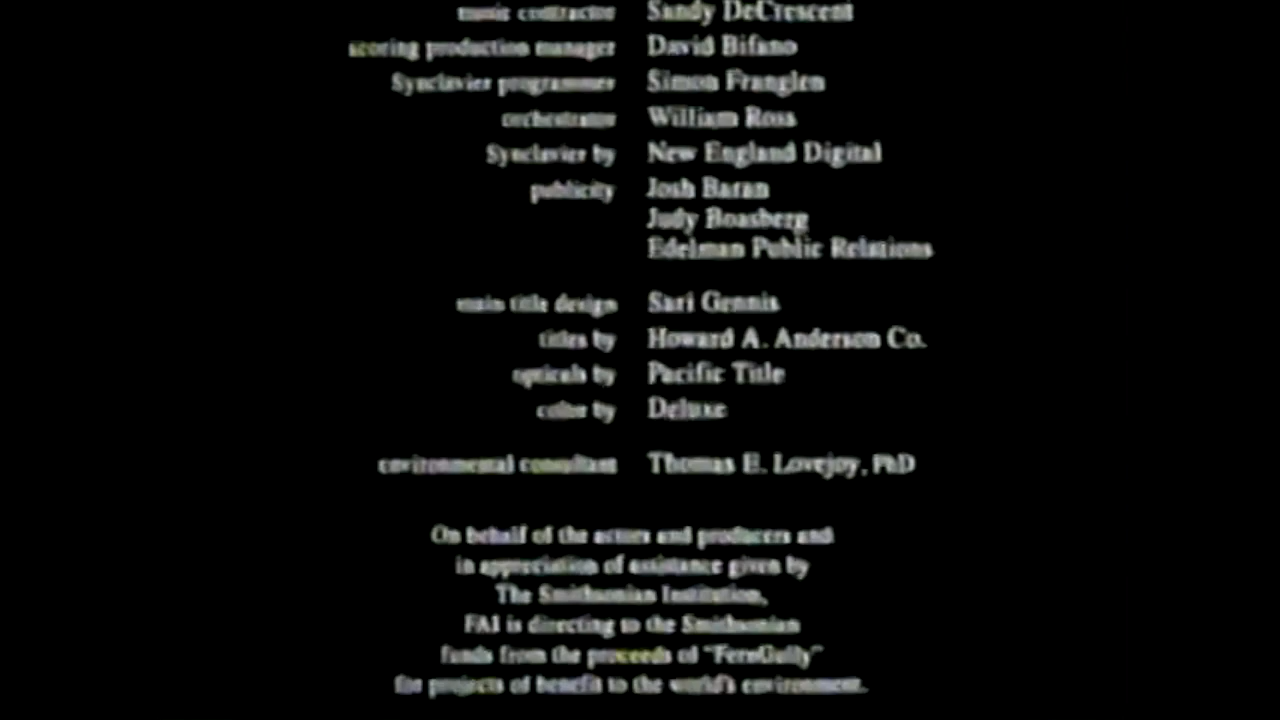 music contractor Sandy DeCrescent
scoring production manager David Bifano
Synclavier programmer Simon Franglen
orchestrator William Ross
Synclavier by New England Digital
publicity Josh Baran
Judy Boasberg
Edelman Public Relations
main title design Sari Gennis
titles by Howard A. Anderson Co.
opticals by Pacific Title
color by Deluxe
environmental consultant Thomas E. Lovejoy, PhD
On behalf of the actors and producers and
in appreciation of assistance given by
The Smithsonian Institution,
FAI is directing to the Smithsonian
funds from the proceeds of "FernGully"
for projects of benefit to the world's environment.